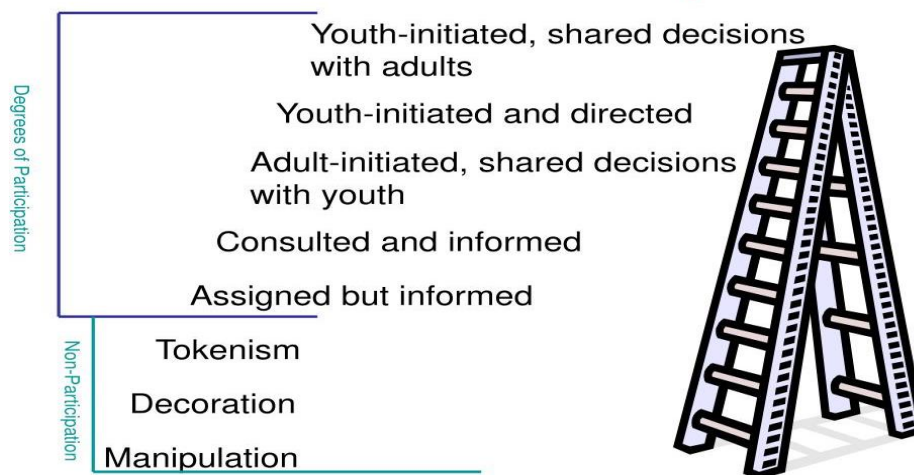 Degrees of Participation
Youth-initiated, shared decisions
with adults
Youth-initiated and directed
Adult-initiated, shared decisions
with youth
Consulted and informed
Assigned but informed
Non-Participation
Tokenism
Decoration
Manipulation